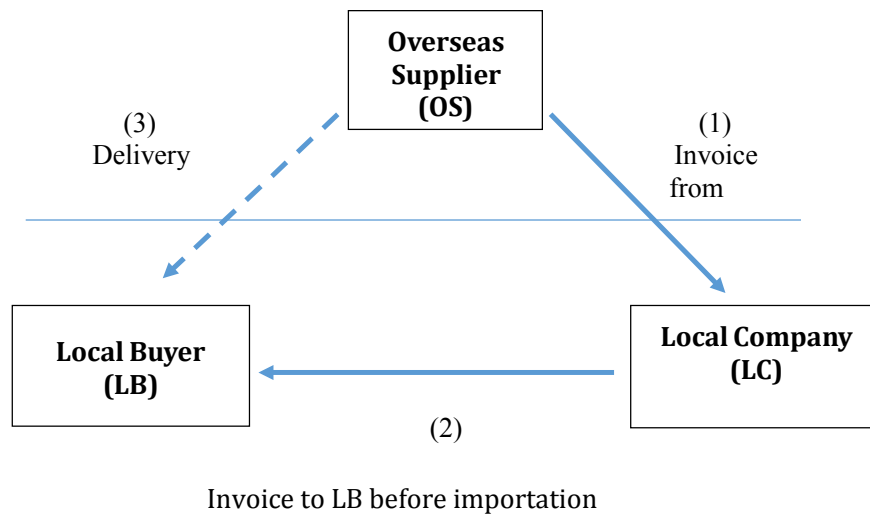 Overseas
Supplier
(OS)
(3)
Delivery
(1)
Invoice
from
Local Buyer
(LB)
Local Company
(LC)
(2)
Invoice to LB before importation